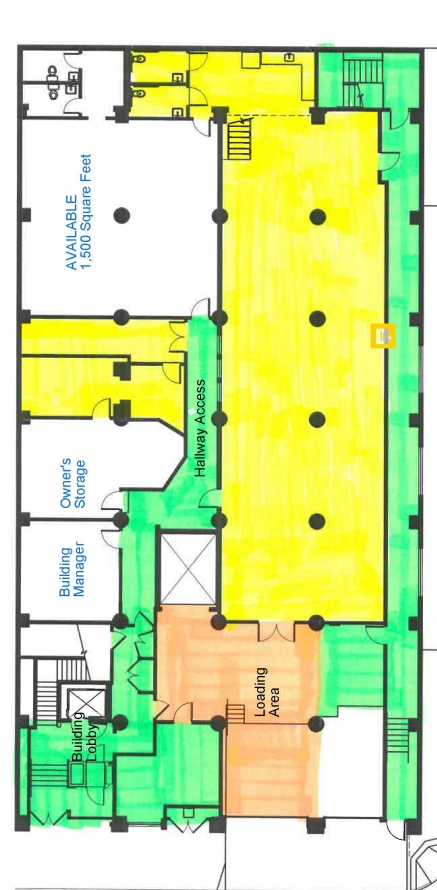 AVAILABLE
1,500 Square Feet
Hallway Access
Owner's
Storage
Building
Manager
Loading
Area
Building
Lobby